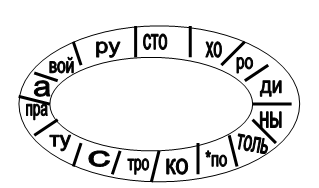 *по
ко
тро
с
ту
пра
а
вой
ру
сто
хо
ро
ди
ны
толь